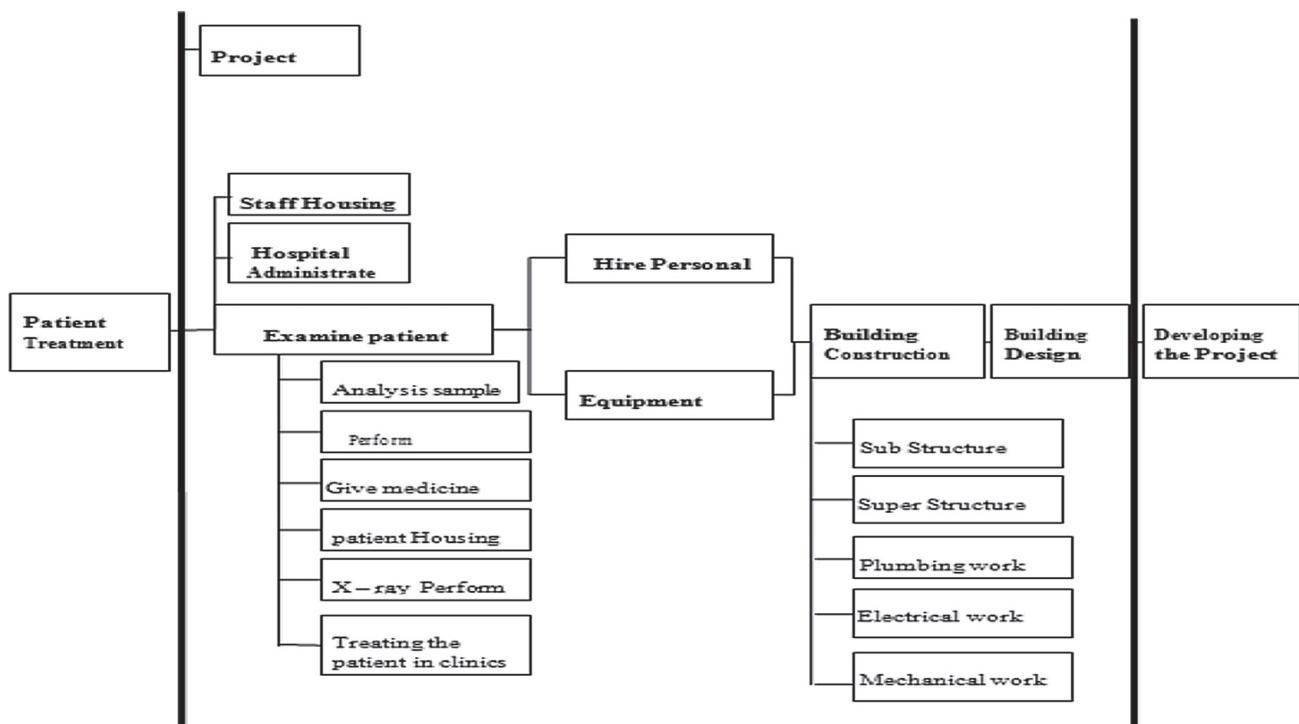 Project
Staff Housing
Hospital
Administrate
Patient
Treatment
Examine patient
Analysis sample
Perform
Give medicine
patient Housing
X – ray Perform
Treating the
patient in clinics
Hire Personal
Equipment
Building
Construction
Building
Design
Developing
the Project
Sub Structure
Super Structure
Plumbing work
Electrical work
Mechanical work